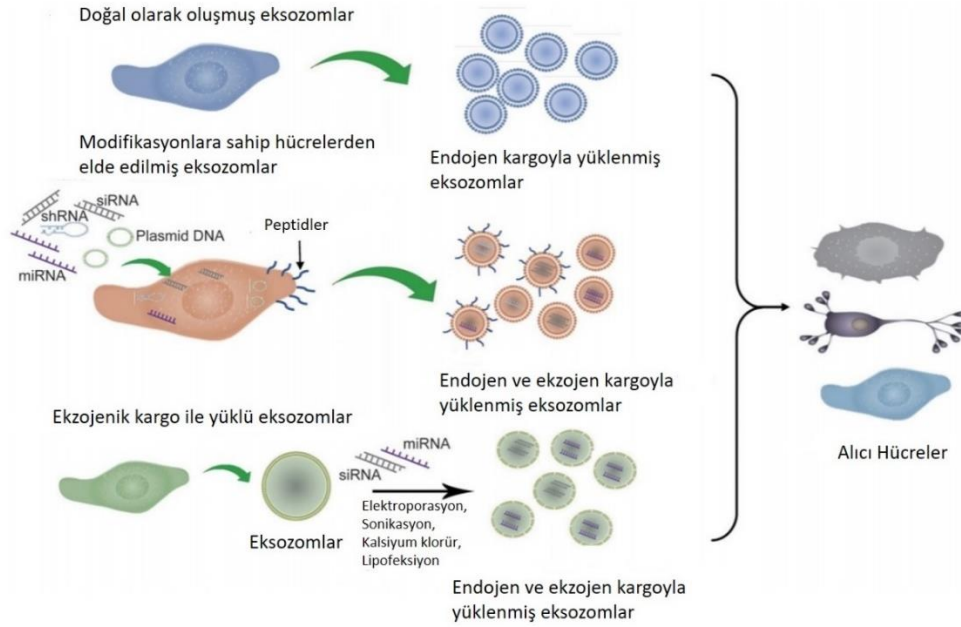 Doğal olarak oluşmuş eksozomlar
Endojen kargoyla yüklenmiş
eksozomlar
Modifikasyonlara sahip hücrelerden
elde edilmiş eksozomlar
siRNA
shRNA
Plasmid DNA
miRNA
Peptidler
Endojen ve ekzojen kargoyla
yüklenmiş eksozomlar
Ekzojenik kargo ile yüklü eksozomlar
miRNA
siRNA
Elektroporasyon,
Sonikasyon,
Kalsiyum klorür,
Lipofeksiyon
Eksozomlar
Endojen ve ekzojen kargoyla
yüklenmiş eksozomlar
Alıcı Hücreler